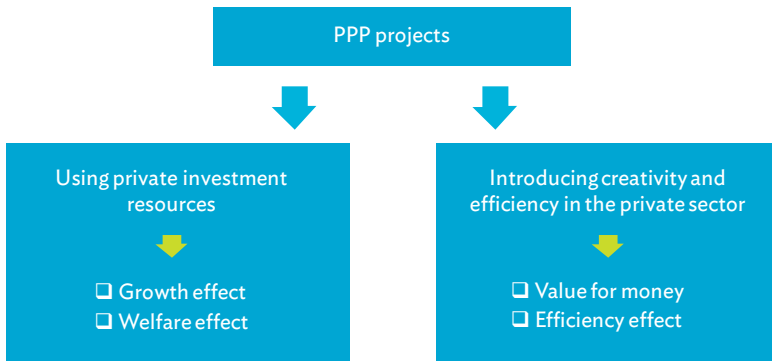 PPP projects
Using private investment
resources
❑ Growth effect
❑ Welfare effect
Introducing creativity and
efficiency in the private sector
❑ Value for money
❑ Efficiency effect